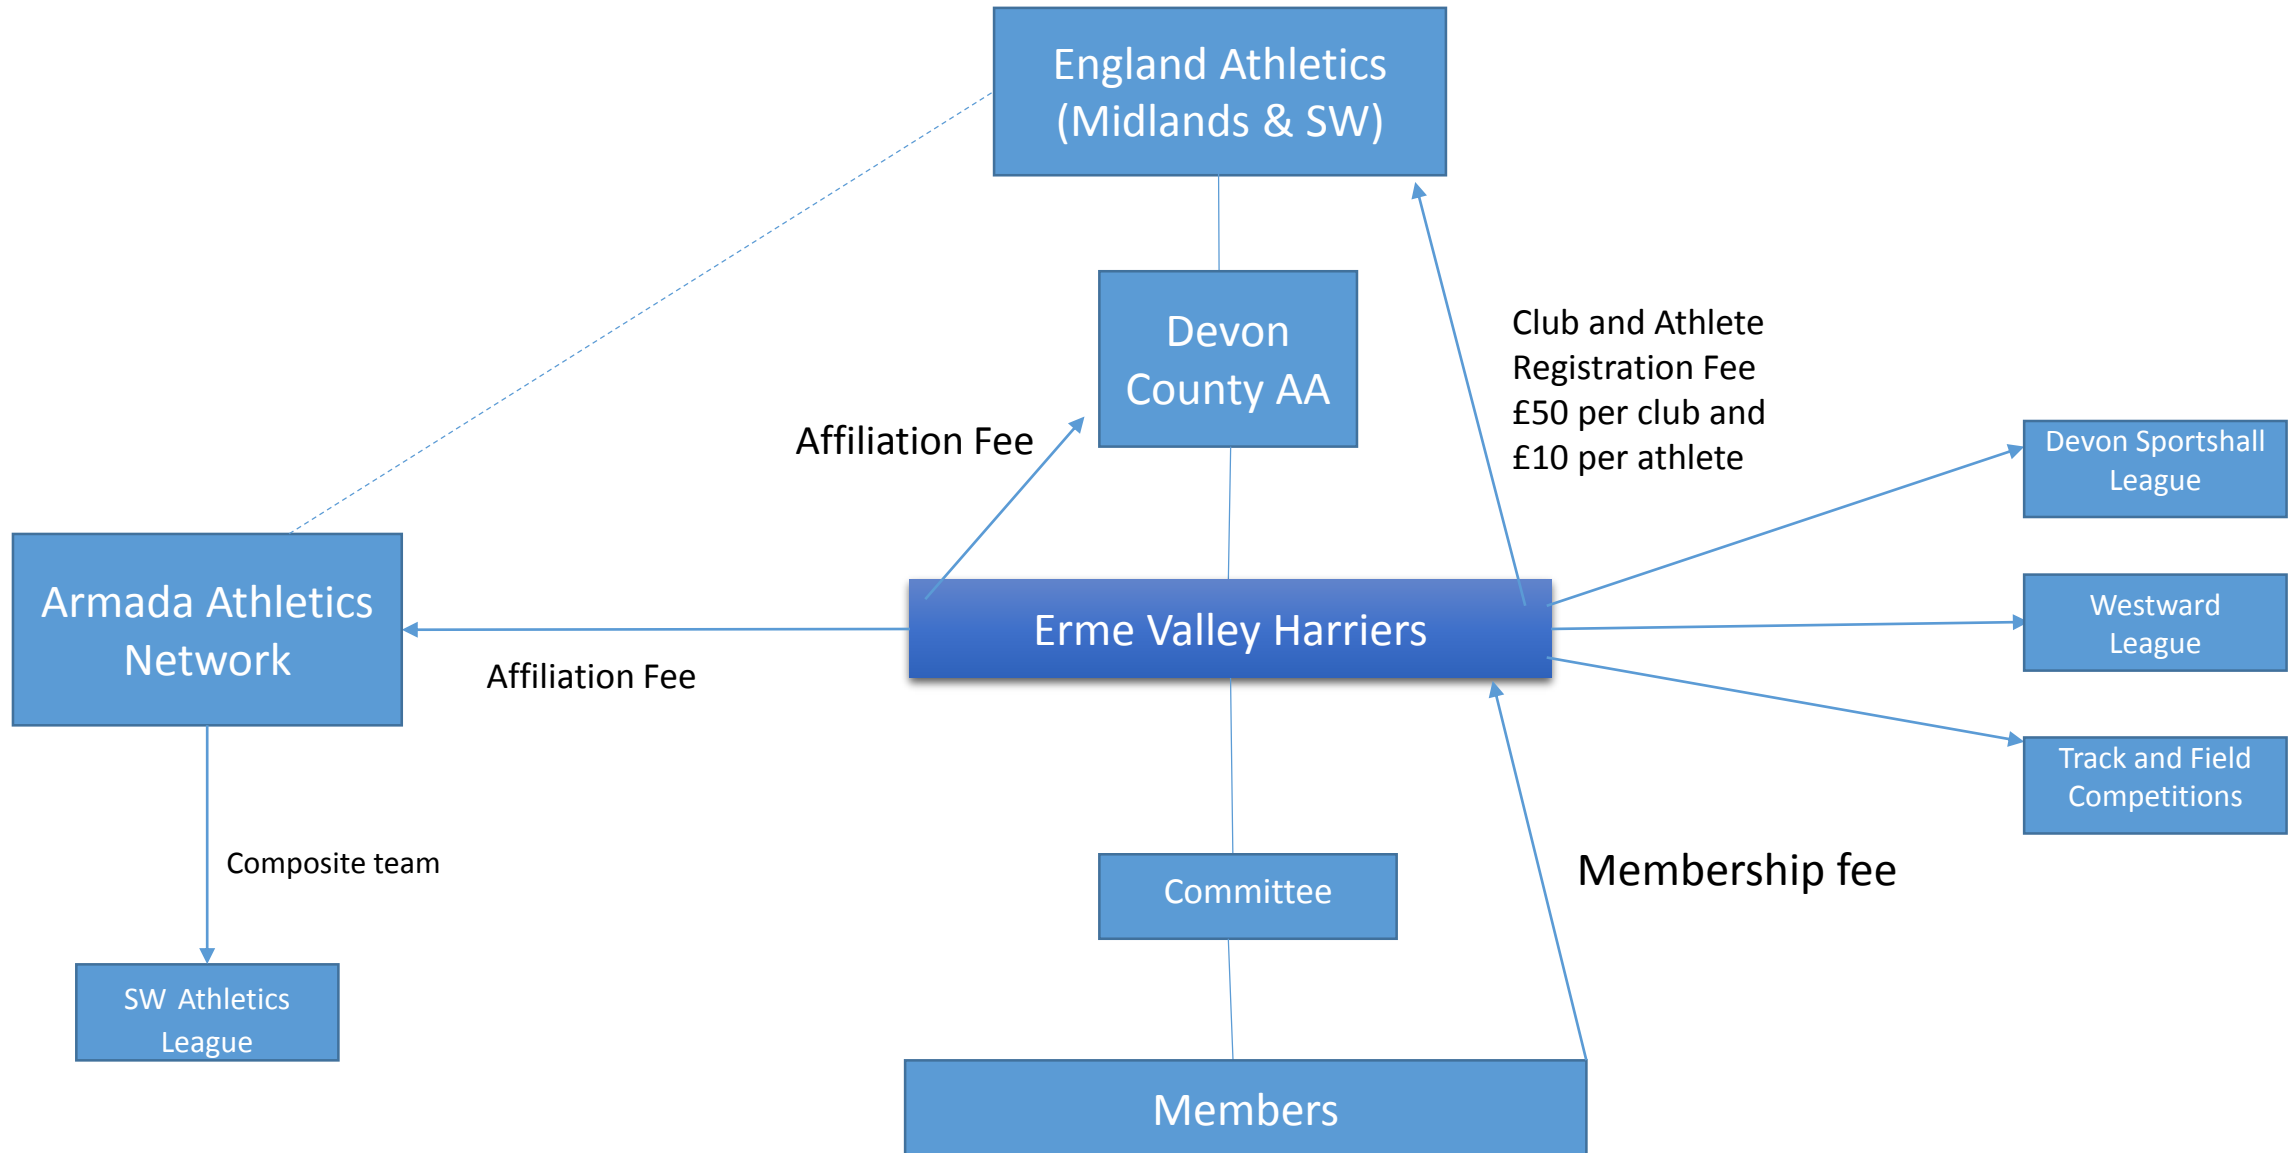 England Athletics
(Midlands & SW)
Devon
County AA
Club and Athlete
Registration Fee
£50 per club and
£10 per athlete
Affiliation Fee
Devon Sportshall
League
Armada Athletics
Network
Erme Valley Harriers
Westward
League
Affiliation Fee
Track and Field
Competitions
Composite team
Committee
Membership fee
SW Athletics
League
Members